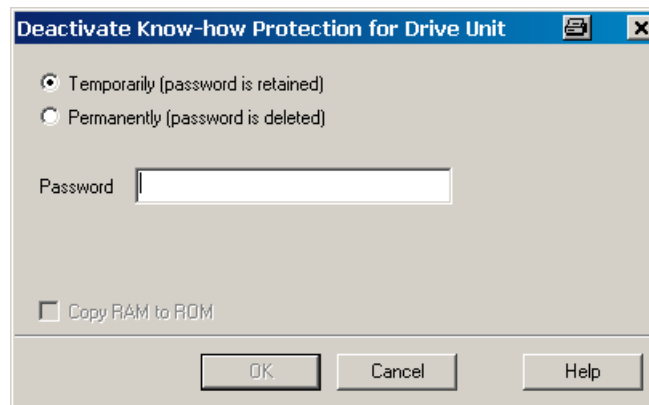 Deactivate Know-how Protection for Drive Unit
Temporarily (password is retained)
Permanently (password is deleted)
Password
Copy RAM to ROM
OK Cancel Help